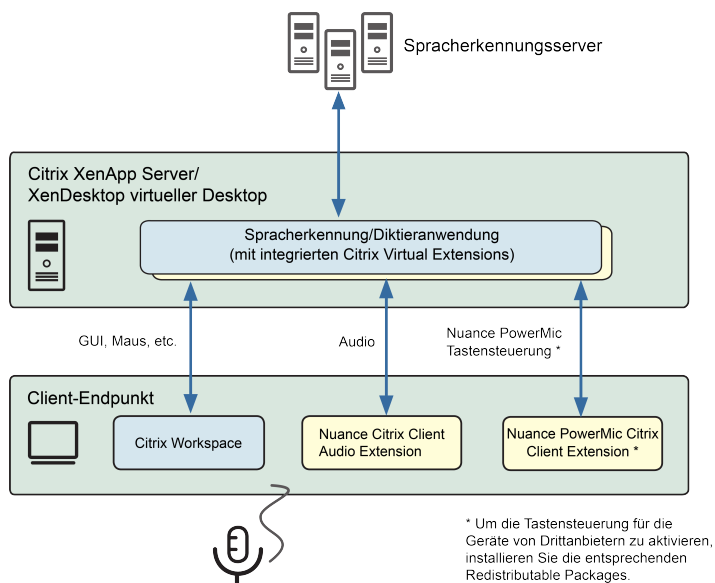 Spracherkennungsserver
Citrix XenApp Server/
XenDesktop virtueller Desktop
Spracherkennung/Diktieranwendung
(mit integrierten Citrix Virtual Extensions)
GUI, Maus, etc.
Audio
Nuance PowerMic
Tastensteuerung *
Client-Endpunkt
Citrix Workspace
Nuance Citrix Client
Audio Extension
Nuance PowerMic Citrix
Client Extension *
* Um die Tastensteuerung für die
Geräte von Drittanbietern zu aktivieren,
installieren Sie die entsprechenden
Redistributable Packages.